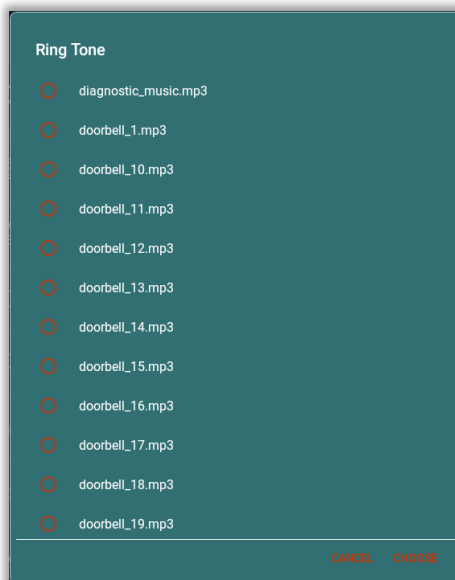 Ring Tone
diagnostic_music.mp3
doorbell_1.mp3
doorbell_10.mp3
doorbell_11.mp3
doorbell_12.mp3
doorbell_13.mp3
doorbell_14.mp3
doorbell_15.mp3
doorbell_16.mp3
doorbell_17.mp3
doorbell_18.mp3
doorbell_19.mp3
CANCEL CHOOSE